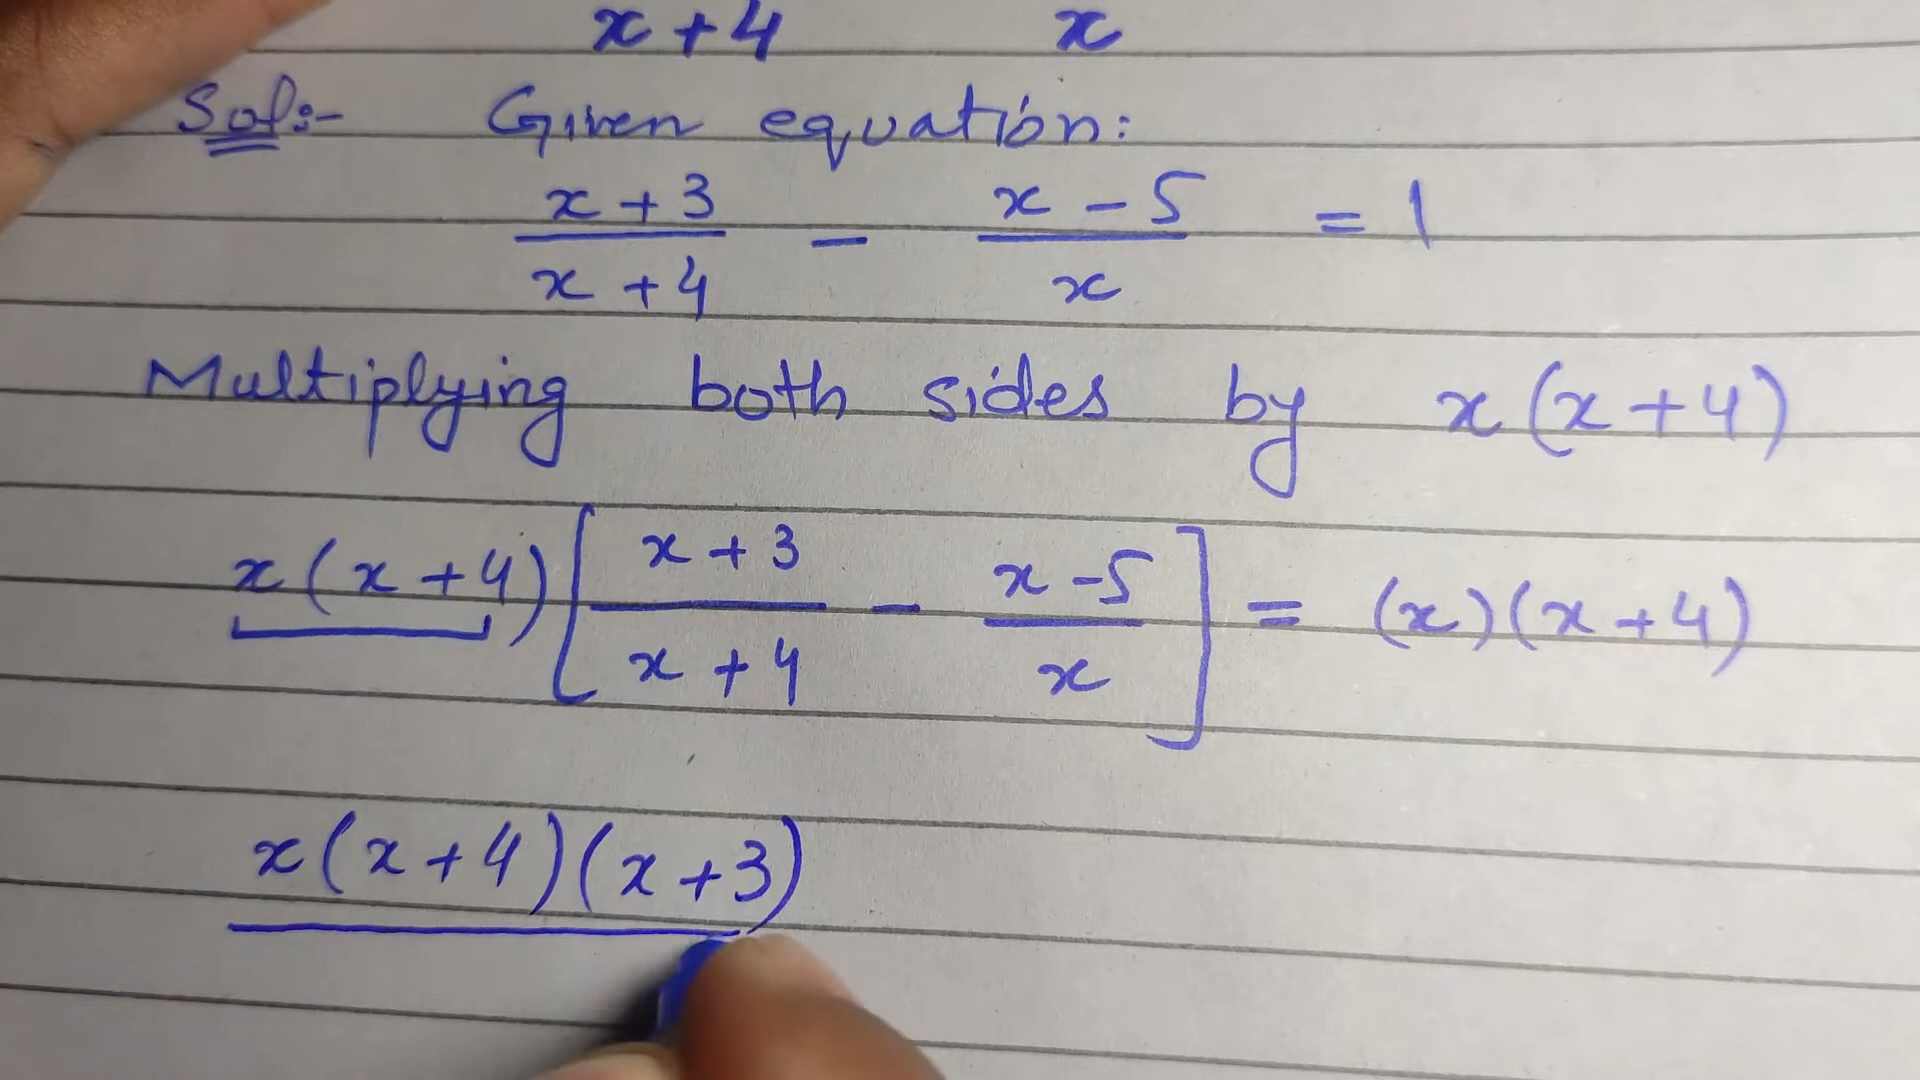 x + 4 x
Sol:- Given equation:
x + 3 x - 5
— = 1
x + 4 x
Multiplying both sides by x (x + 4)
x (x + 4) [ x + 3 / x + 4 - x - 5 / x ] = (x) (x + 4)
x (x + 4) (x + 3)